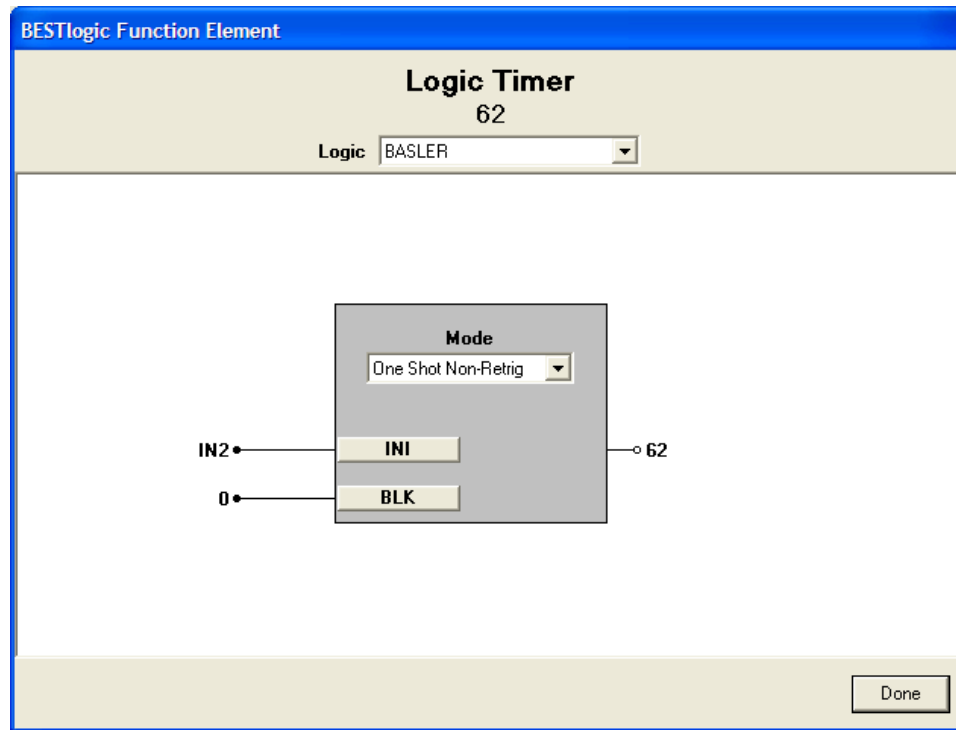 BESTlogic Function Element
Logic Timer
62
Logic BASLER
Mode
One Shot Non-Retrig
IN2 INI 62
0 BLK
Done